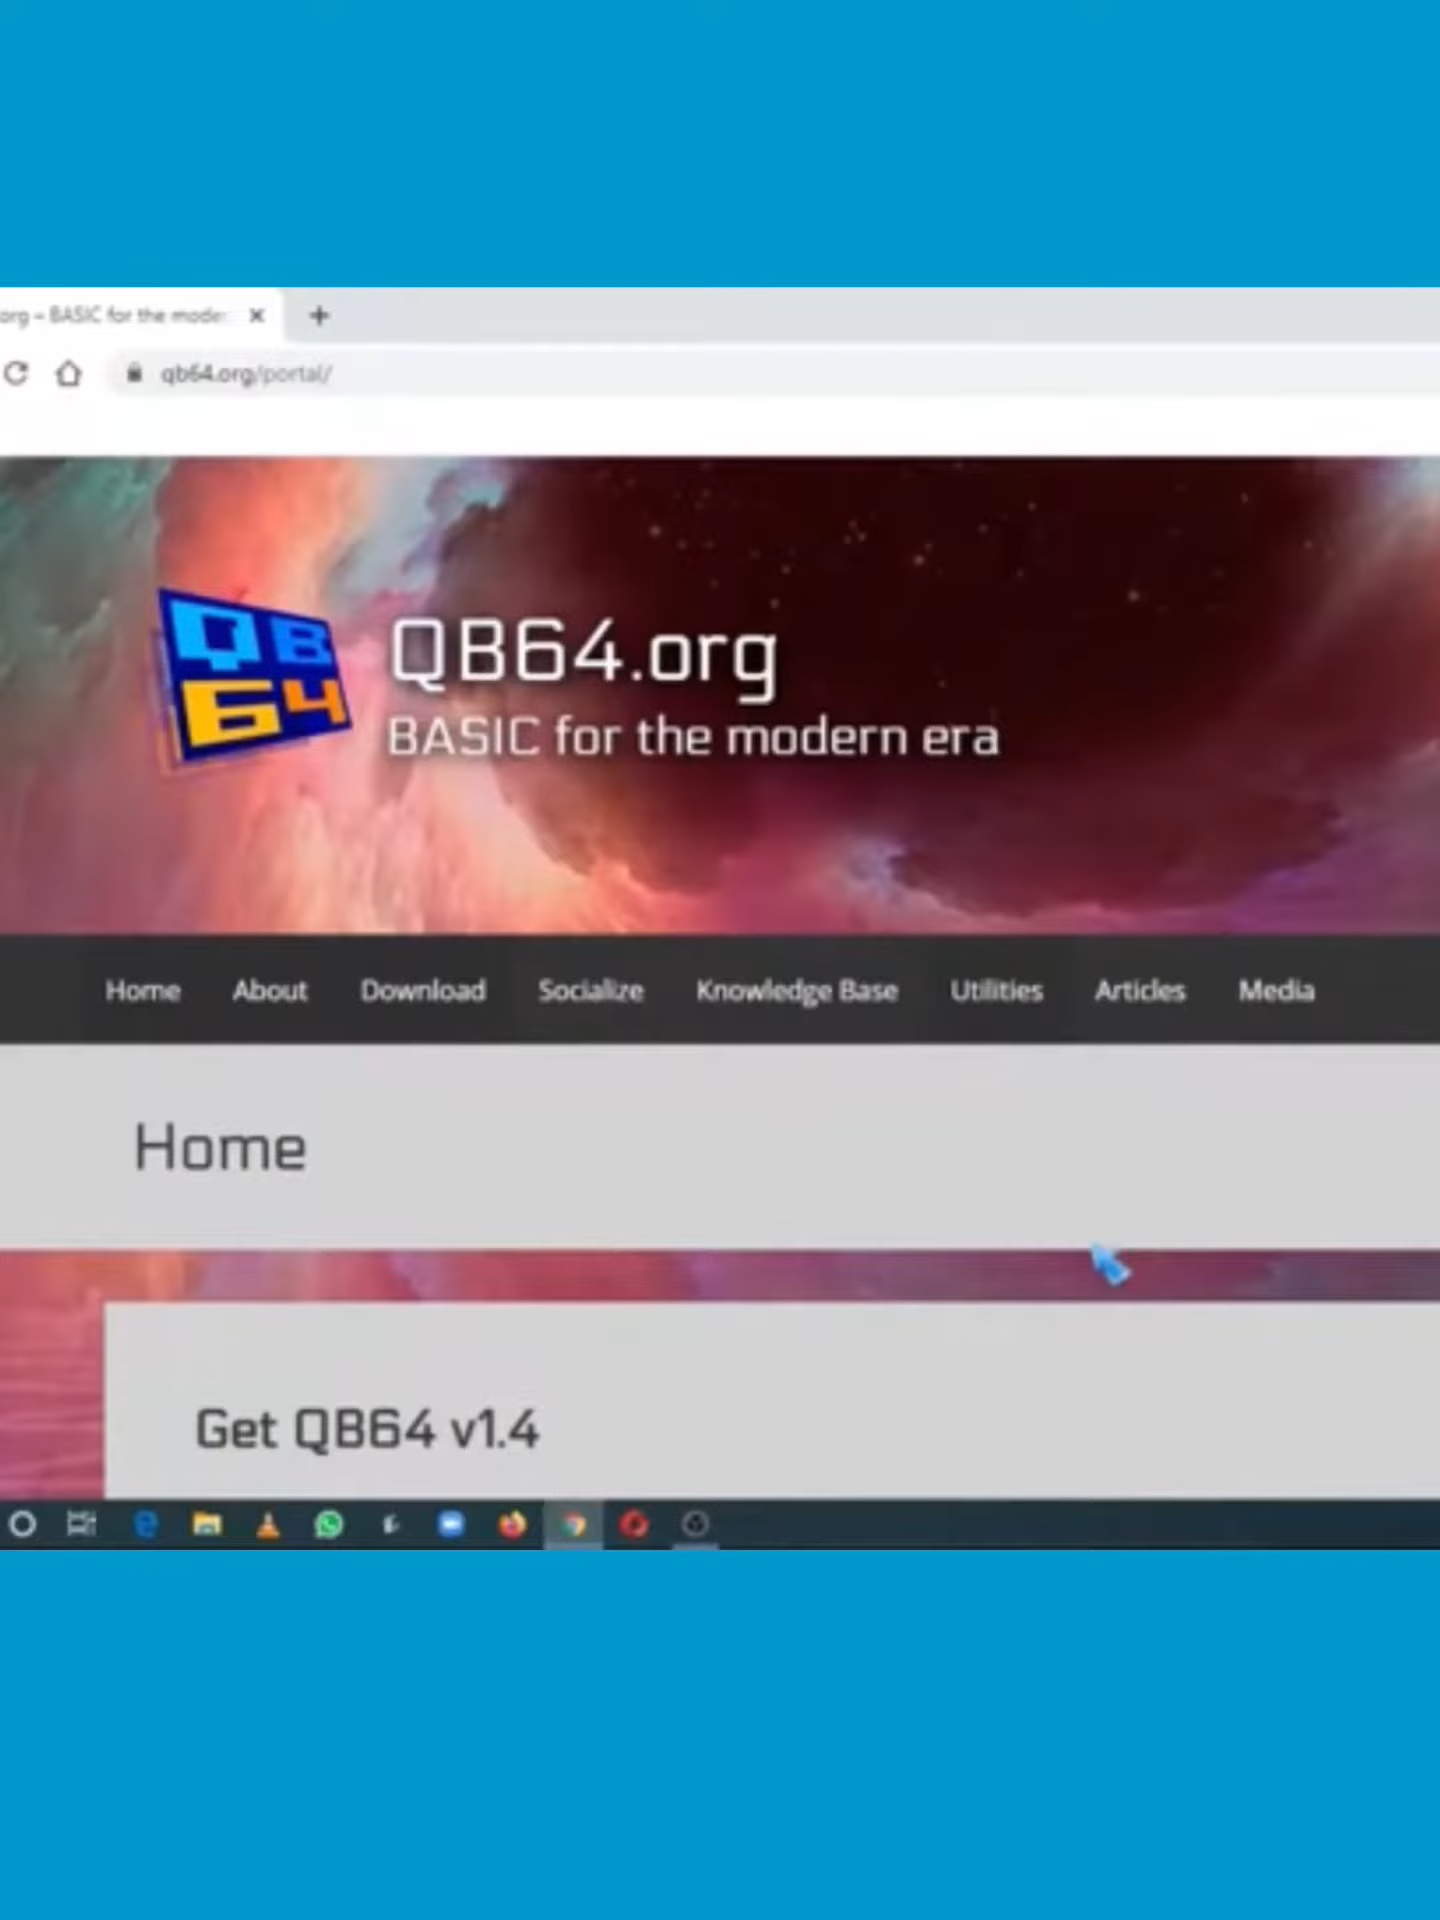 org – BASIC for the moder
qb64.org/portal/
QB
64
QB64.org
BASIC for the modern era
Home About Download Socialize Knowledge Base Utilities Articles Media
Home
Get QB64 v1.4